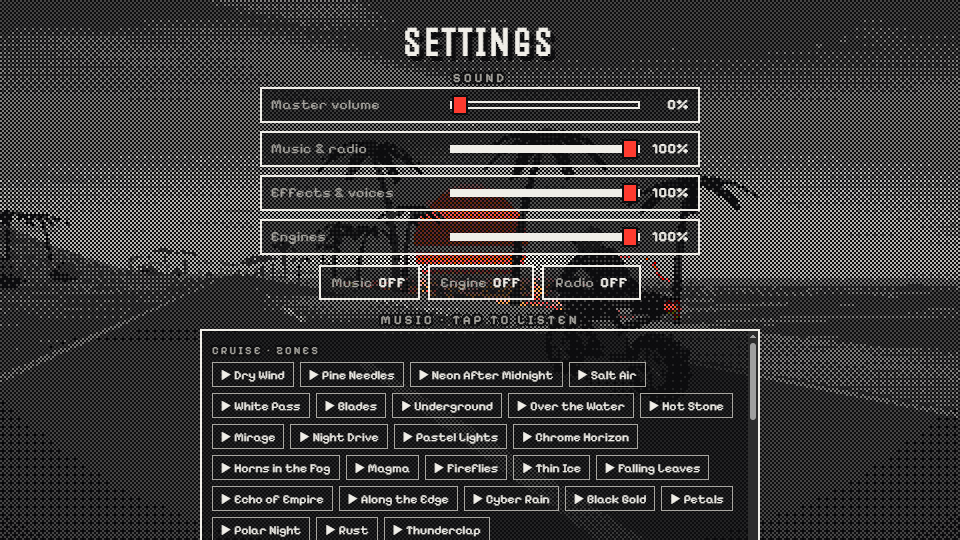 SETTINGS
SOUND
Master volume 0%
Music & radio 100%
Effects & voices 100%
Engines 100%
Music OFF Engine OFF Radio OFF
MUSIC · TAP TO LISTEN
CRUISE · ZONES
▶ Dry Wind ▶ Pine Needles ▶ Neon After Midnight ▶ Salt Air
▶ White Pass ▶ Blades ▶ Underground ▶ Over the Water ▶ Hot Stone
▶ Mirage ▶ Night Drive ▶ Pastel Lights ▶ Chrome Horizon
▶ Horns in the Fog ▶ Magma ▶ Fireflies ▶ Thin Ice ▶ Falling Leaves
▶ Echo of Empire ▶ Along the Edge ▶ Cyber Rain ▶ Black Gold ▶ Petals
▶ Polar Night ▶ Rust ▶ Thunderclap